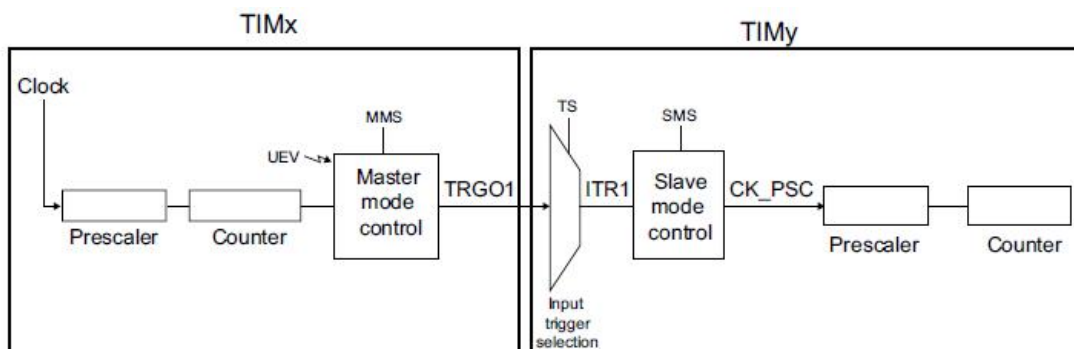 TIMx
TIMy
Clock
MMS
UEV
Master
mode
control
TRGO1
Prescaler
Counter
TS
ITR1
SMS
Slave
mode
control
CK_PSC
Prescaler
Counter
Input
trigger
selection